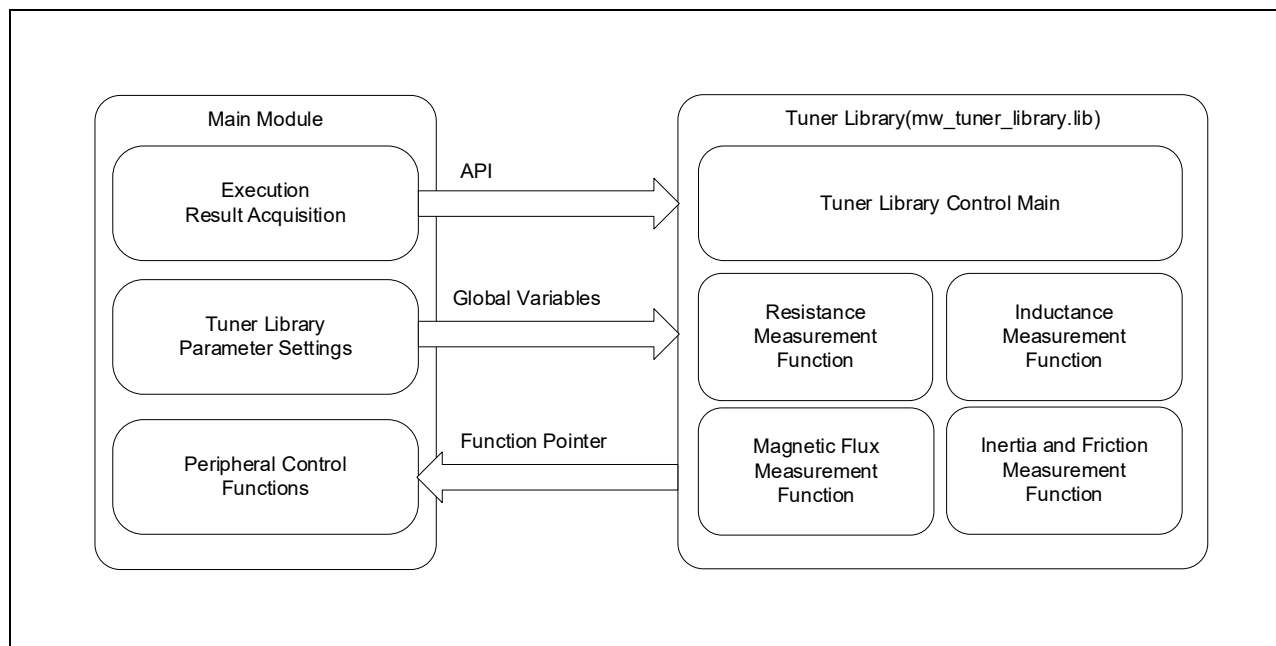 Main Module
Execution
Result Acquisition
Tuner Library
Parameter Settings
Peripheral Control
Functions
API
Global Variables
Function Pointer
Tuner Library(mw_tuner_library.lib)
Tuner Library Control Main
Resistance
Measurement
Function
Inductance
Measurement
Function
Magnetic Flux
Measurement
Function
Inertia and Friction
Measurement
Function